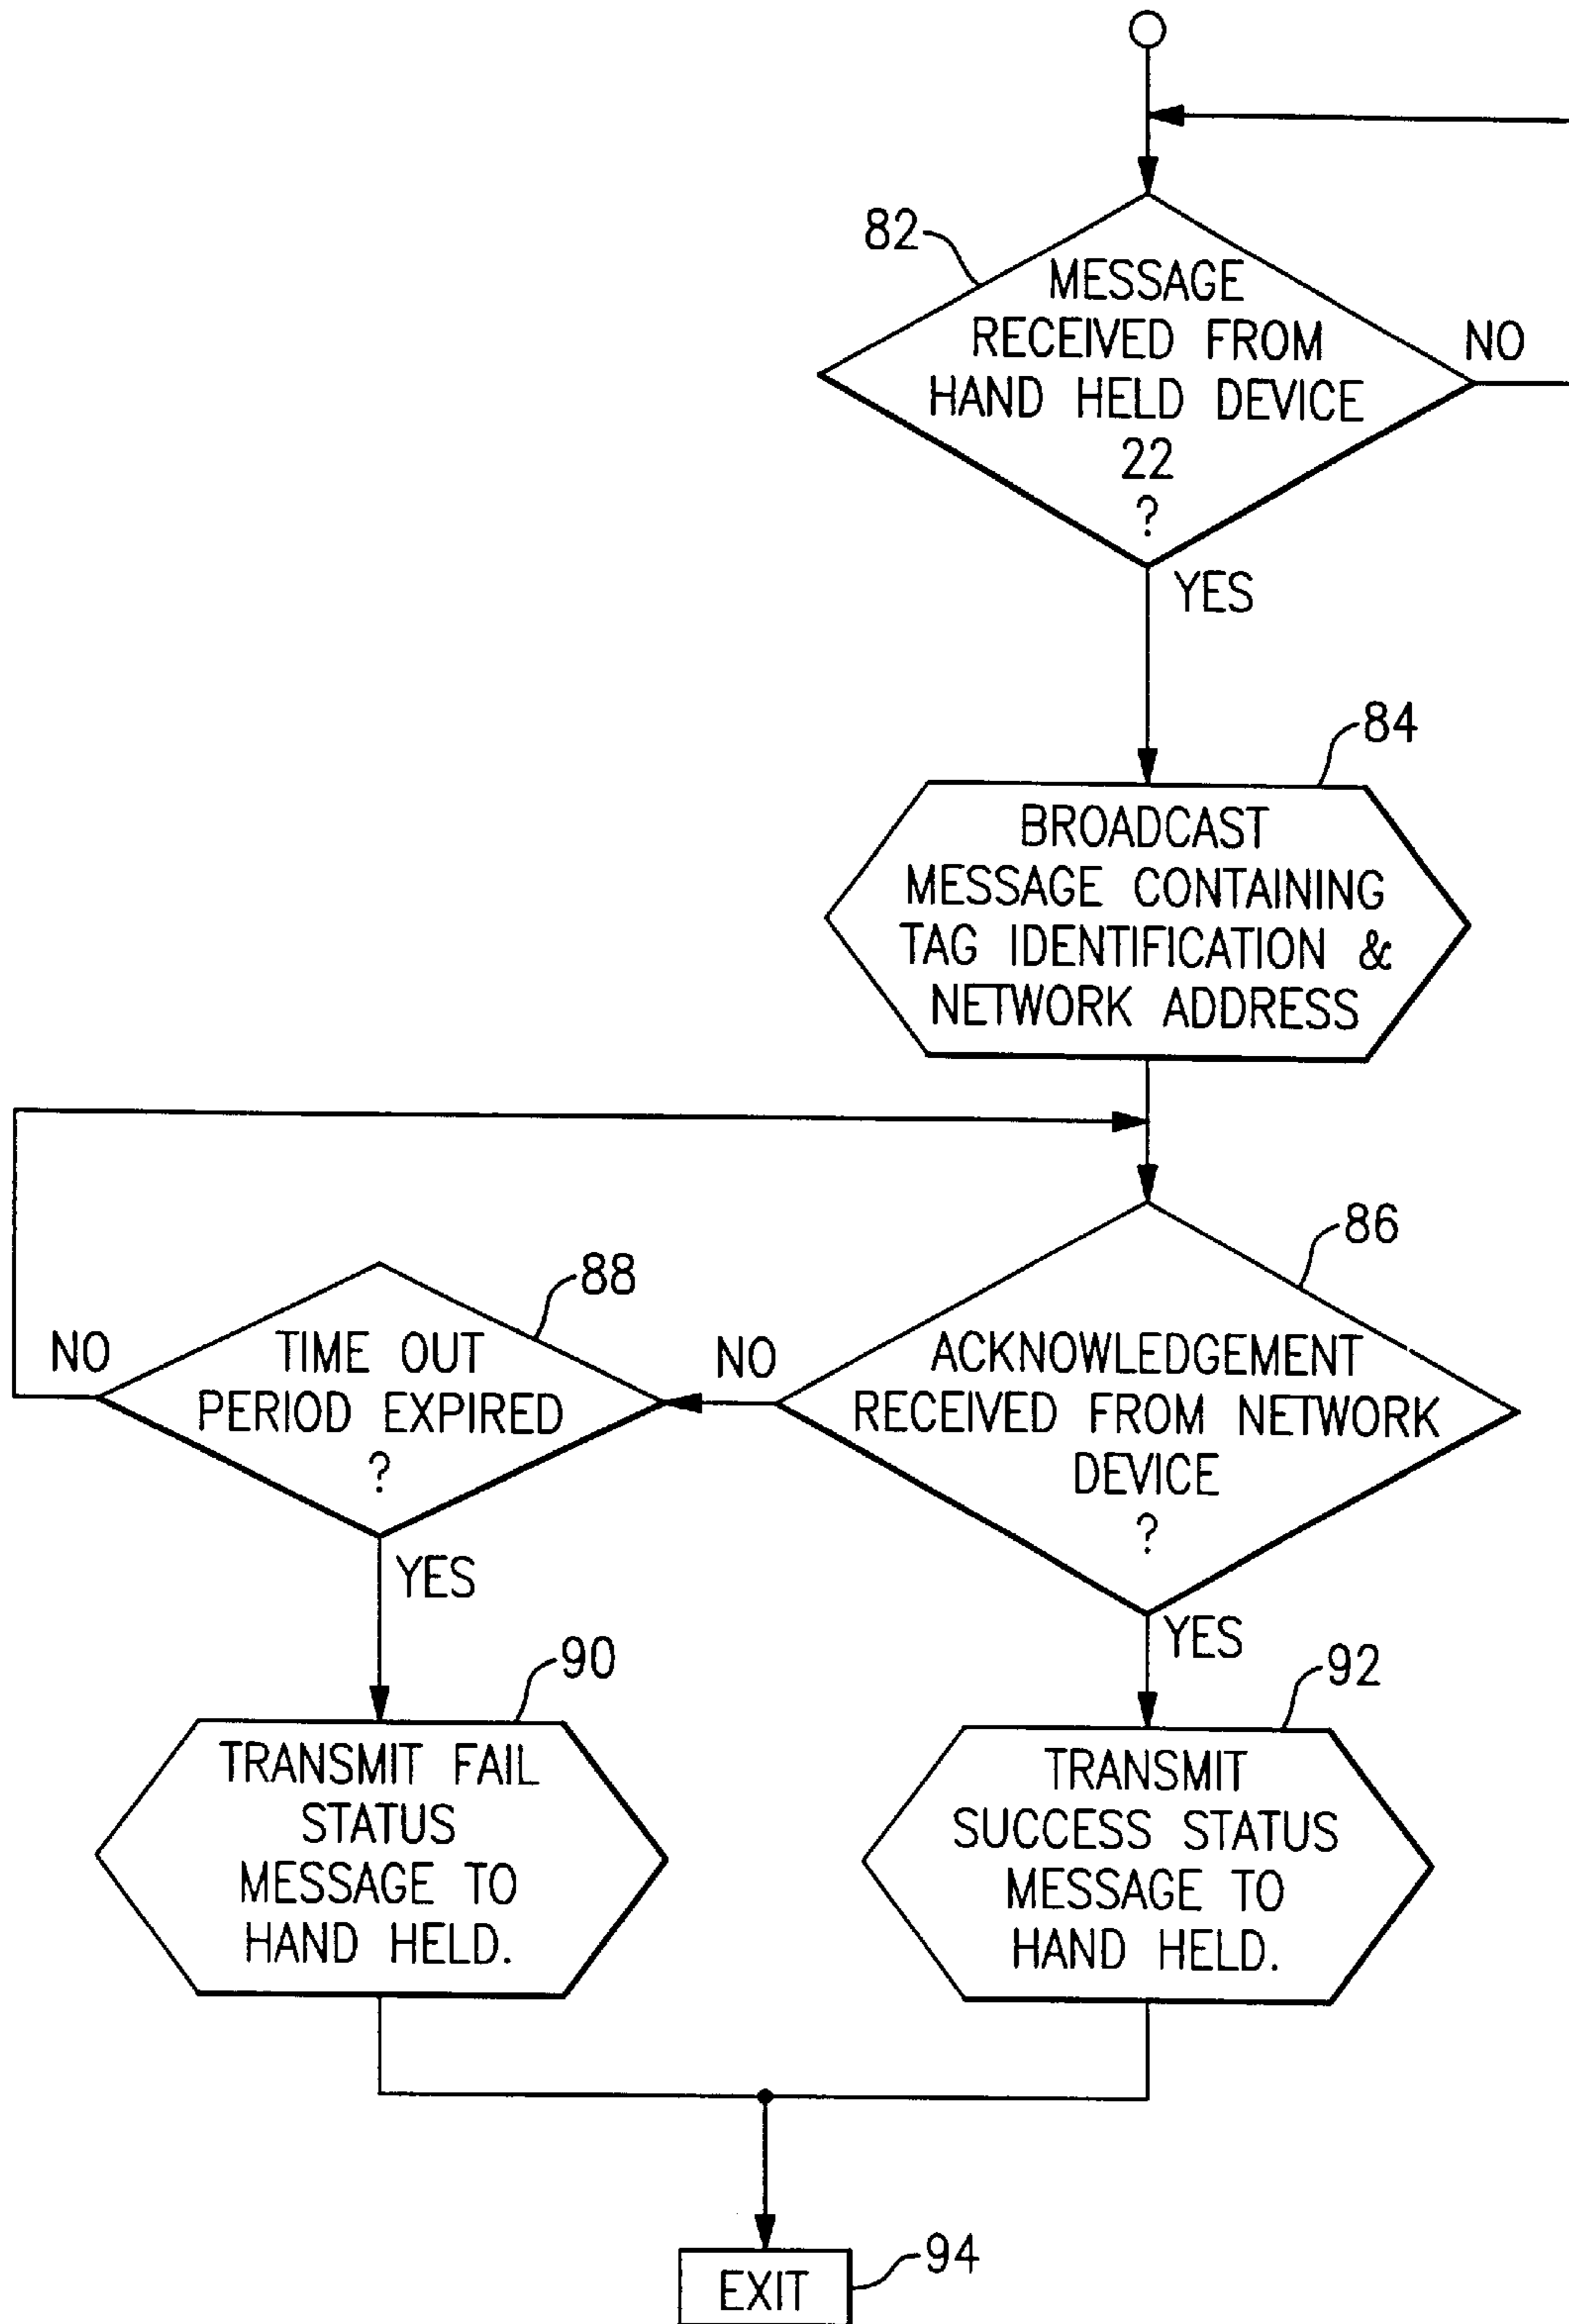 82
MESSAGE
RECEIVED FROM
HAND HELD DEVICE
22
?
NO
YES
84
BROADCAST
MESSAGE CONTAINING
TAG IDENTIFICATION &
NETWORK ADDRESS
86
ACKNOWLEDGEMENT
RECEIVED FROM NETWORK
DEVICE
?
NO
YES
88
TIME OUT
PERIOD EXPIRED
?
NO
YES
90
TRANSMIT FAIL
STATUS
MESSAGE TO
HAND HELD.
92
TRANSMIT
SUCCESS STATUS
MESSAGE TO
HAND HELD.
EXIT
94